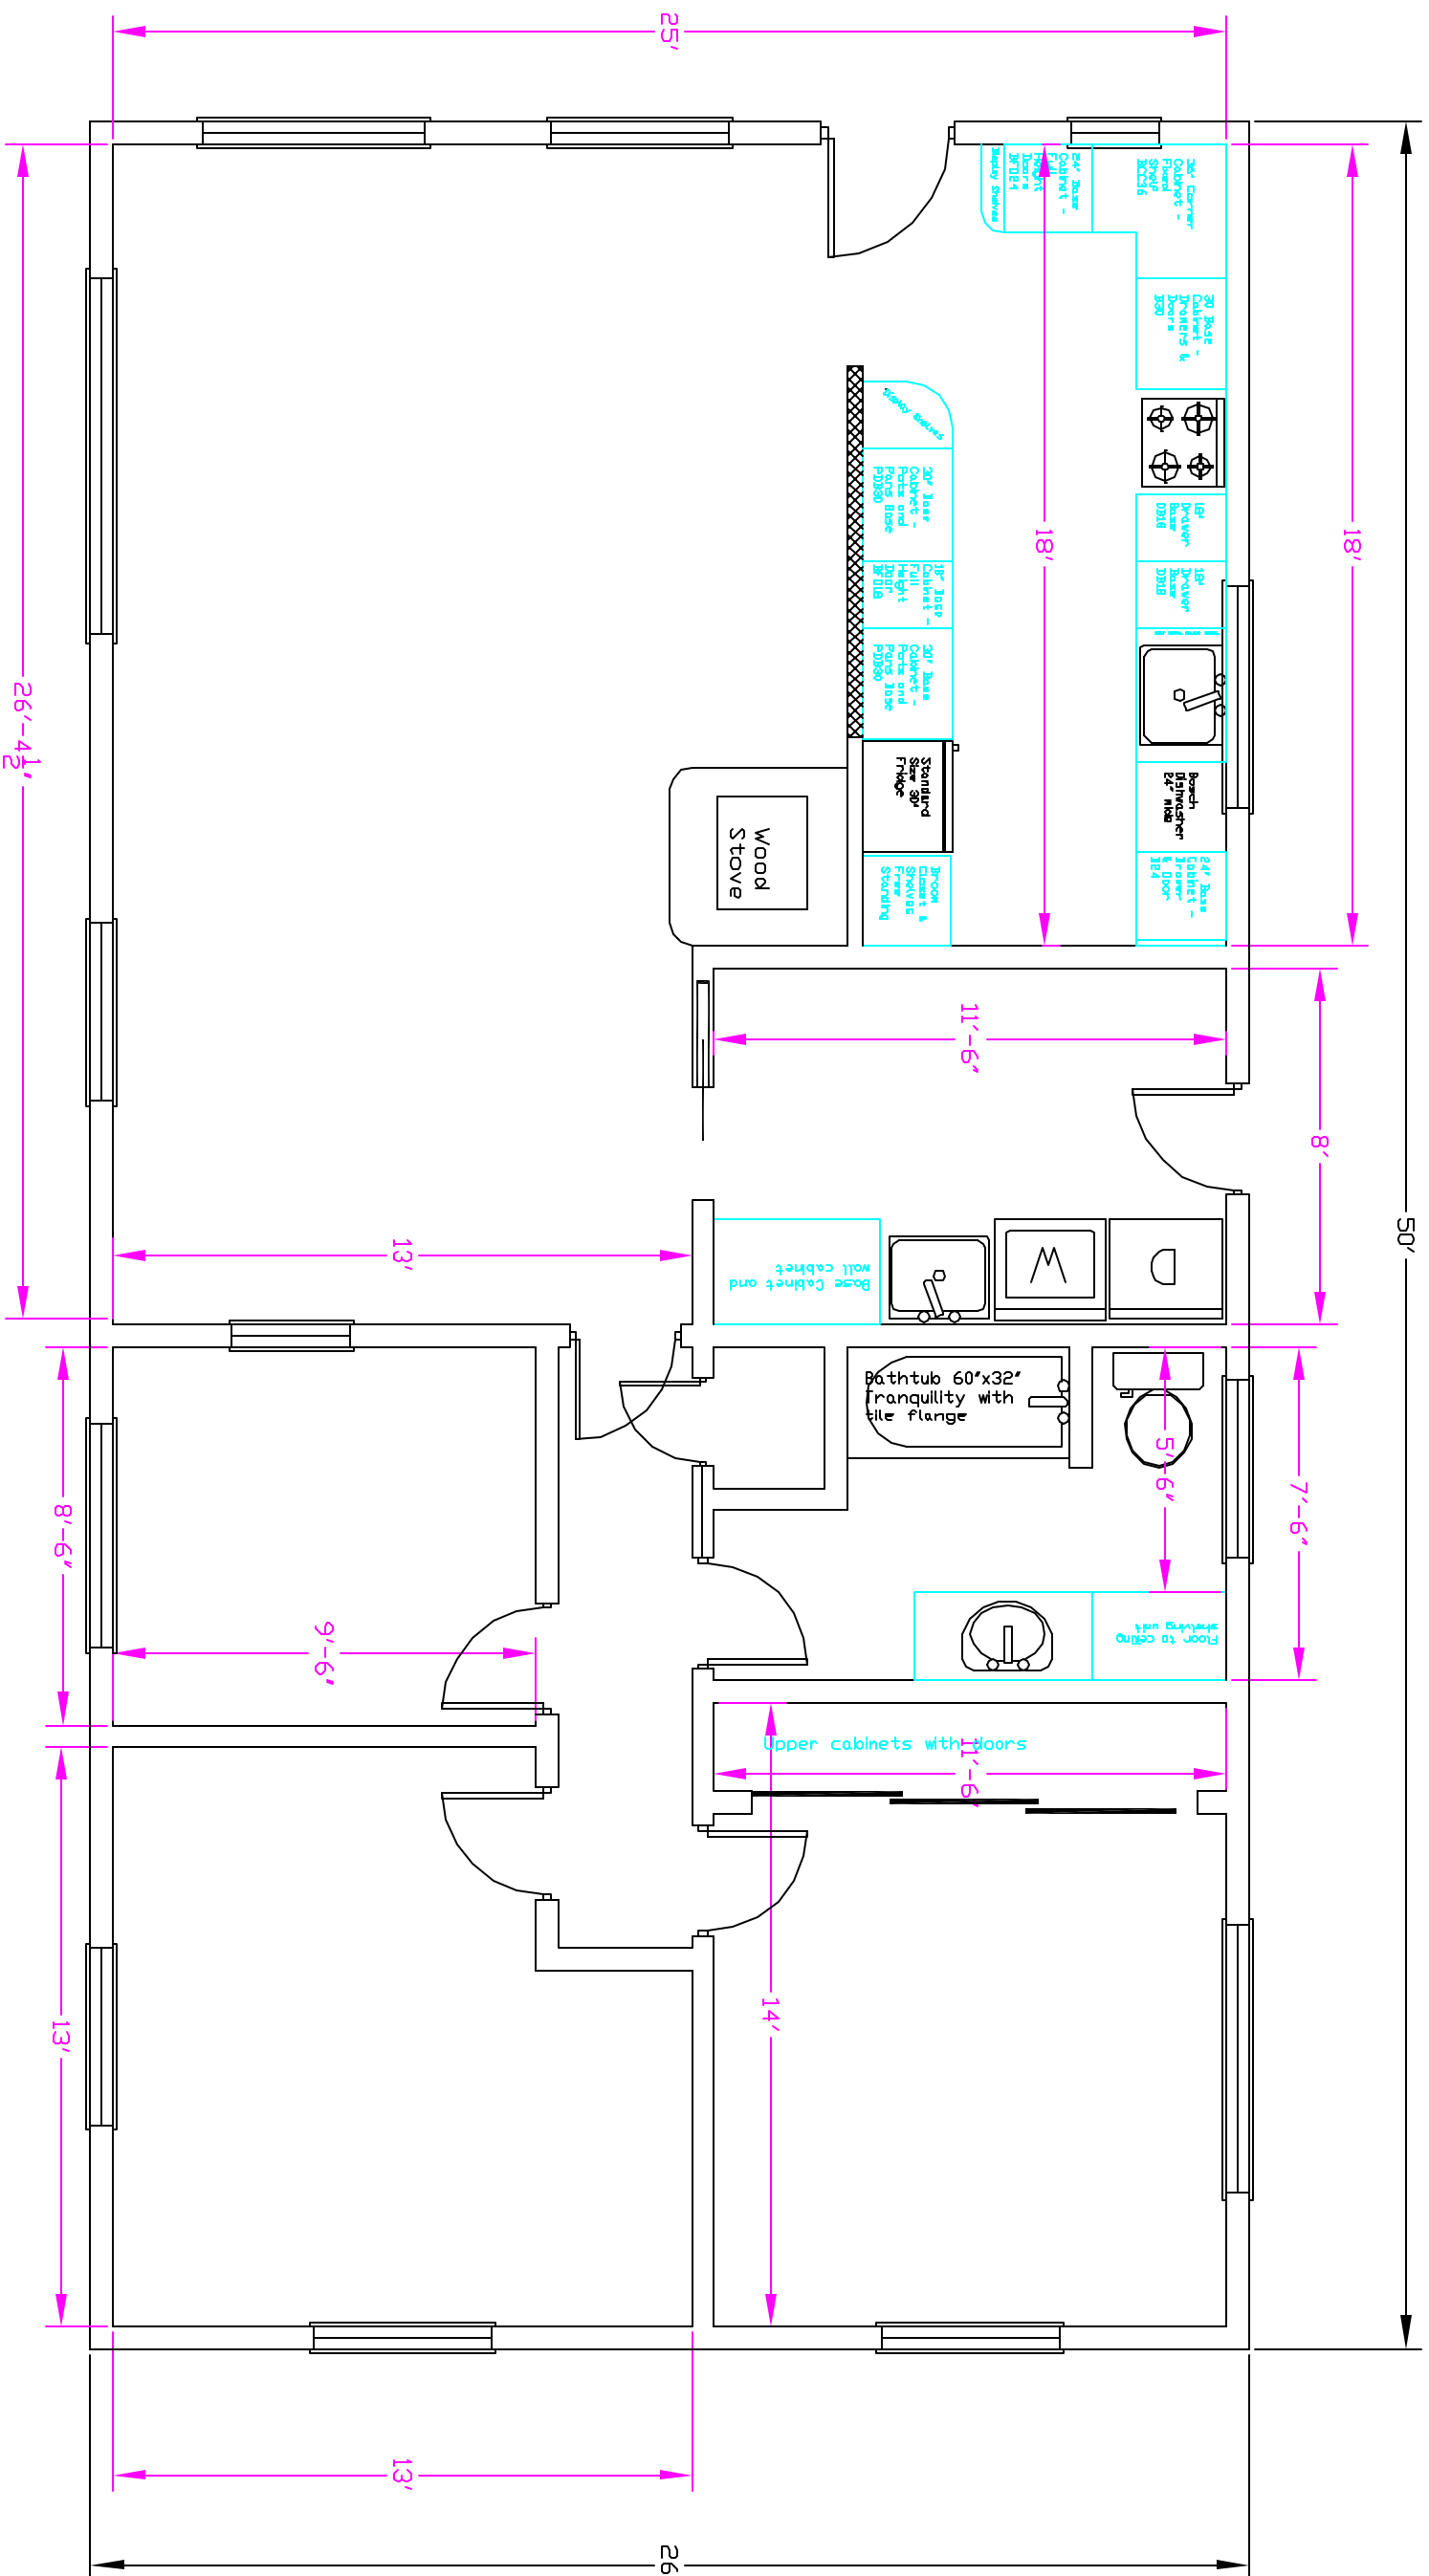 25'
36" Corner
Cabinet -
Fixed
Shelf
BCC36
24" Base
Cabinet -
Full
Height
Doors
BFD24
Display Shelves
30 Base
Cabinet -
Drawers &
Doors
B30
Display Shelves
30" Base
Cabinet -
Pots and
Pans Base
PDB30
18" Base
Cabinet -
Full
Height
Door
BFD18
30" Base
Cabinet -
Pots and
Pans Base
PDB30
18"
Drawer
Base
DB18
18"
Drawer
Base
DB18
18'
18'
Standard
Size 30"
Fridge
Bosch
Dishwasher
24" wide
24" Base
Cabinet -
Drawer
& Door
B24
Broom
Closet &
Shelves
Free
Standing
Wood
Stove
26'-4 1/2"
11'-6"
8'
50'
13'
Base Cabinet and
wall cabinet
W
D
Bathtub 60"x32"
Tranquility with
tile flange
5'-6"
7'-6"
8'-6"
9'-6"
Floor to ceiling
shelving unit
Upper cabinets with doors
11'-6"
14'
13'
13'
26